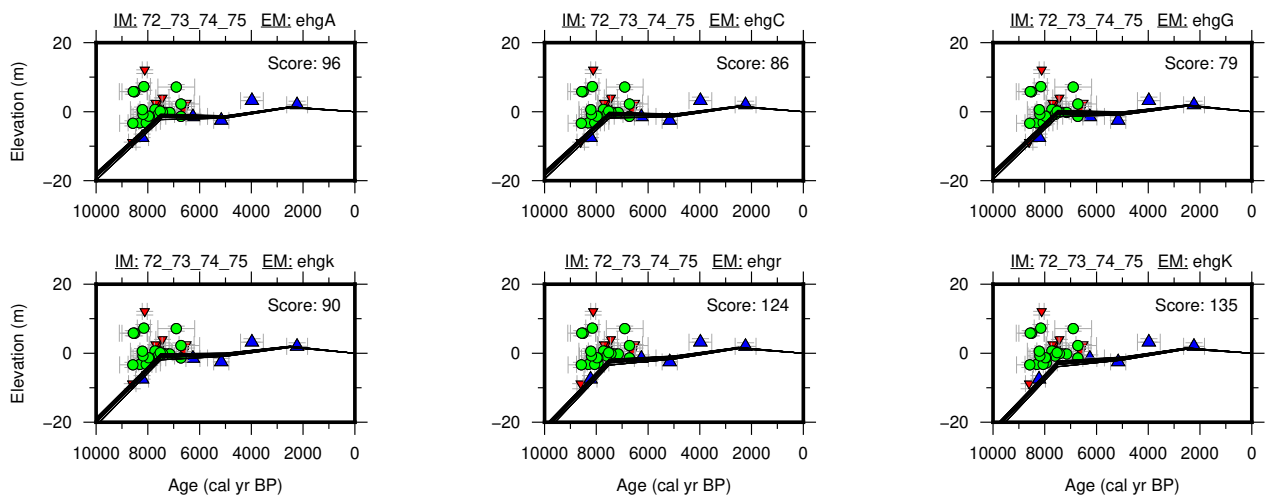 IM: 72_73_74_75 EM: ehgA
IM: 72_73_74_75 EM: ehgC
IM: 72_73_74_75 EM: ehgG
Elevation (m)
20
0
−20
Score: 96
10000 8000 6000 4000 2000 0
20
0
−20
Score: 86
10000 8000 6000 4000 2000 0
20
0
−20
Score: 79
10000 8000 6000 4000 2000 0
IM: 72_73_74_75 EM: ehgk
IM: 72_73_74_75 EM: ehgr
IM: 72_73_74_75 EM: ehgK
Elevation (m)
20
0
−20
Score: 90
10000 8000 6000 4000 2000 0
Age (cal yr BP)
20
0
−20
Score: 124
10000 8000 6000 4000 2000 0
Age (cal yr BP)
20
0
−20
Score: 135
10000 8000 6000 4000 2000 0
Age (cal yr BP)